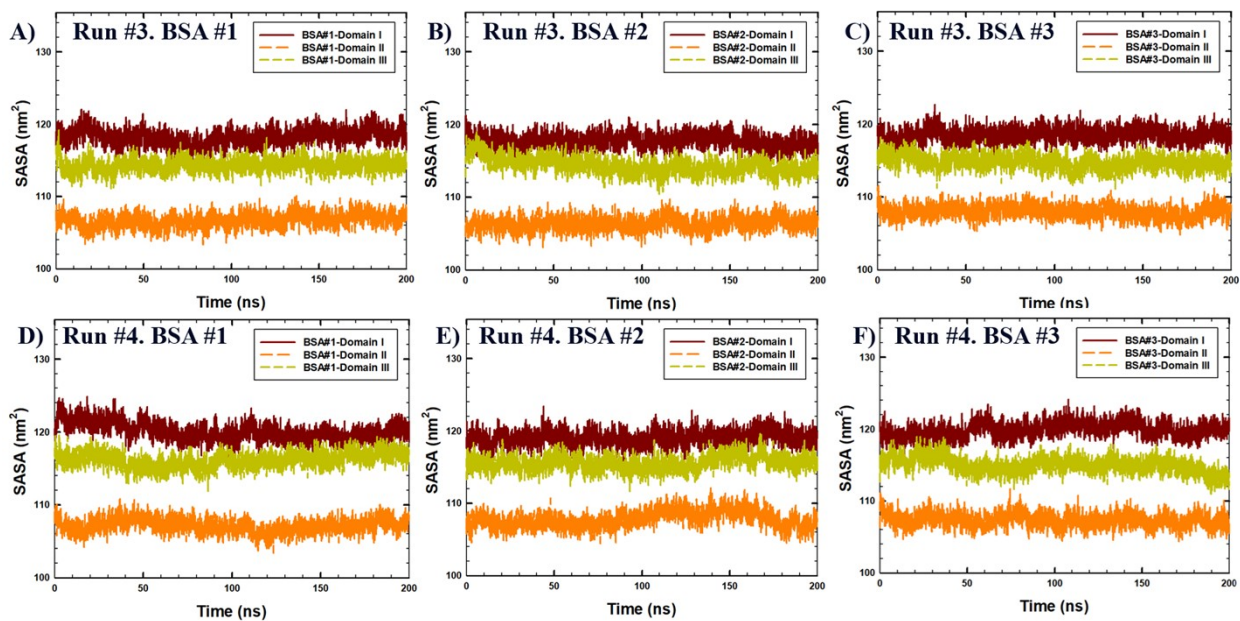 A) Run #3. BSA #1
BSA#1-Domain I
BSA#1-Domain II
BSA#1-Domain III
SASA (nm²)
130
120
110
100
0 50 100 150 200
Time (ns)
B) Run #3. BSA #2
BSA#2-Domain I
BSA#2-Domain II
BSA#2-Domain III
SASA (nm²)
130
120
110
100
0 50 100 150 200
Time (ns)
C) Run #3. BSA #3
BSA#3-Domain I
BSA#3-Domain II
BSA#3-Domain III
SASA (nm²)
130
120
110
100
0 50 100 150 200
Time (ns)
D) Run #4. BSA #1
BSA#1-Domain I
BSA#1-Domain II
BSA#1-Domain III
SASA (nm²)
130
120
110
100
0 50 100 150 200
Time (ns)
E) Run #4. BSA #2
BSA#2-Domain I
BSA#2-Domain II
BSA#2-Domain III
SASA (nm²)
130
120
110
100
0 50 100 150 200
Time (ns)
F) Run #4. BSA #3
BSA#3-Domain I
BSA#3-Domain II
BSA#3-Domain III
SASA (nm²)
130
120
110
100
0 50 100 150 200
Time (ns)